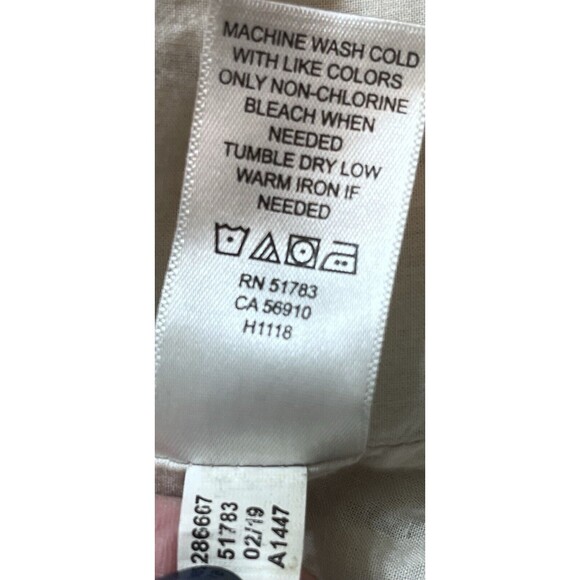 MACHINE WASH COLD
WITH LIKE COLORS
ONLY NON-CHLORINE
BLEACH WHEN
NEEDED
TUMBLE DRY LOW
WARM IRON IF
NEEDED
RN 51783
CA 56910
H1118
286607
51783
02/19
A1447